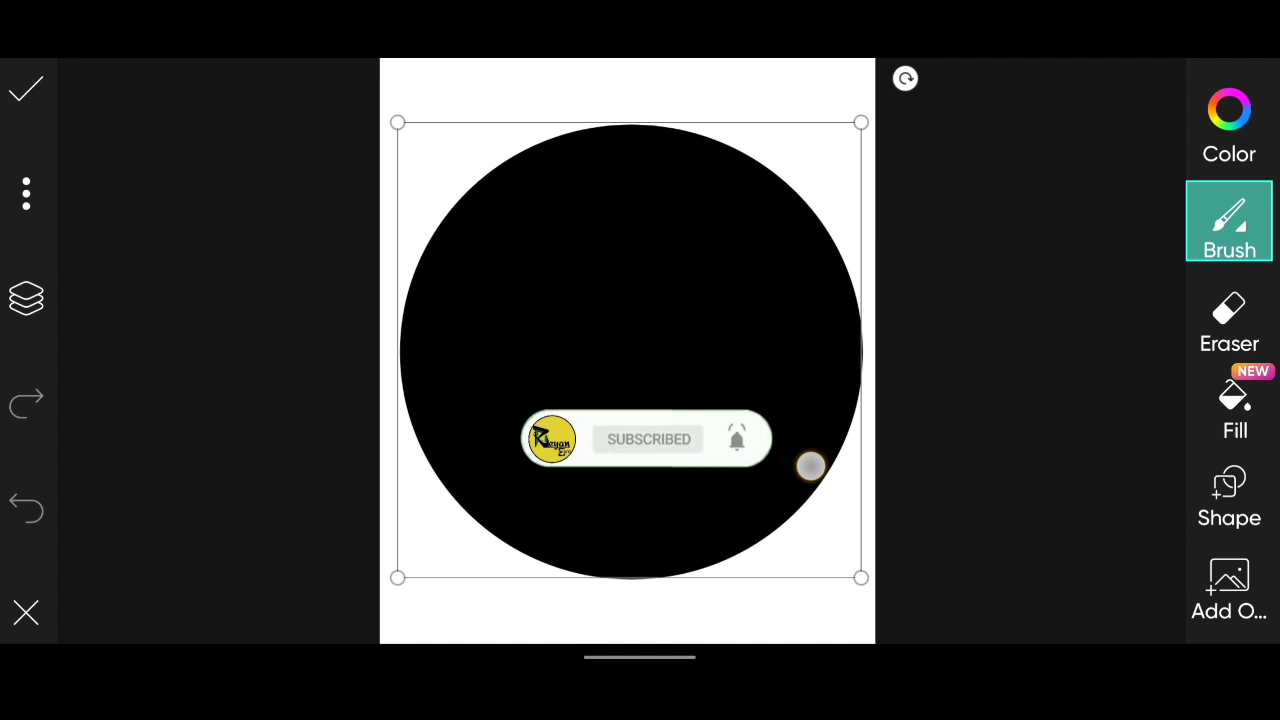 Color
Brush
Eraser
NEW
Fill
Shape
Add O...
SUBSCRIBED